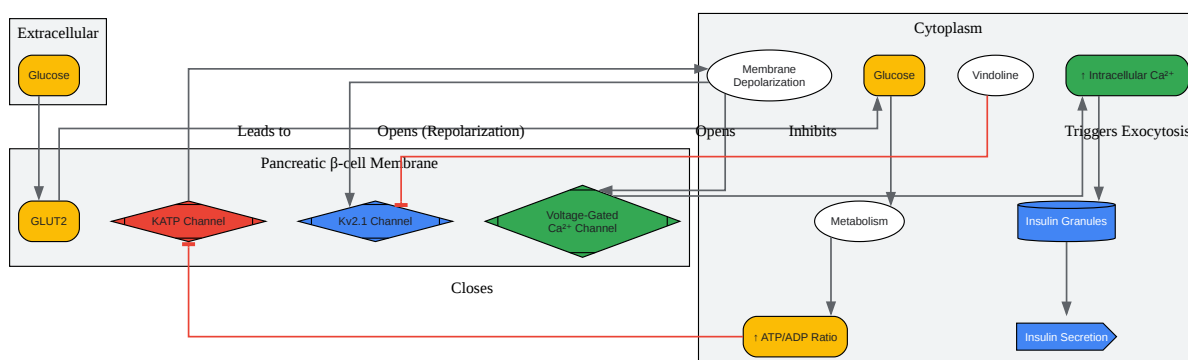 Extracellular
Glucose
Cytoplasm
Membrane
Depolarization
Glucose
Vindoline
↑ Intracellular Ca²⁺
Leads to
Opens (Repolarization)
Opens
Inhibits
Triggers Exocytosis
Pancreatic β-cell Membrane
GLUT2
KATP Channel
Kv2.1 Channel
Voltage-Gated
Ca²⁺ Channel
Metabolism
Insulin Granules
Closes
↑ ATP/ADP Ratio
Insulin Secretion